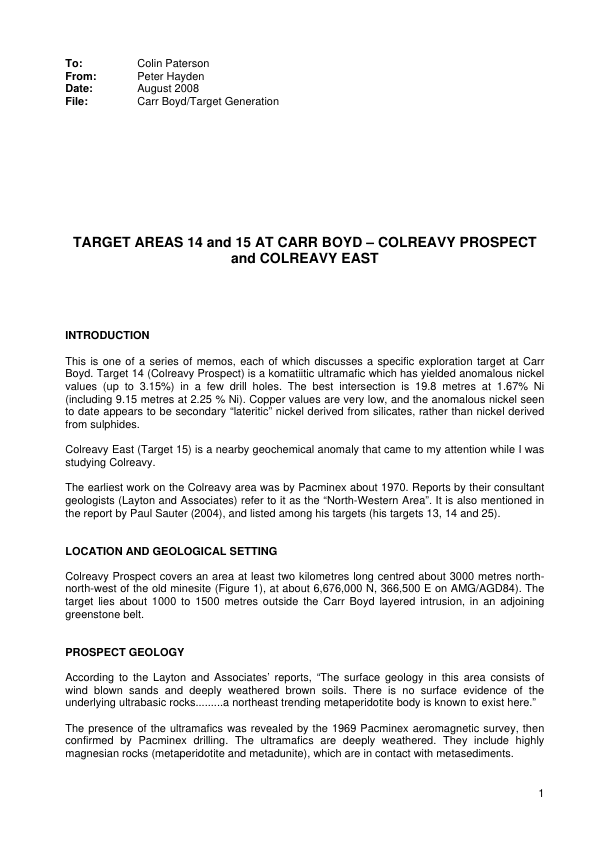 To: Colin Paterson
From: Peter Hayden
Date: August 2008
File: Carr Boyd/Target Generation
TARGET AREAS 14 and 15 AT CARR BOYD – COLREAVY PROSPECT
and COLREAVY EAST
INTRODUCTION
This is one of a series of memos, each of which discusses a specific exploration target at Carr
Boyd. Target 14 (Colreavy Prospect) is a komatiitic ultramafic which has yielded anomalous nickel
values (up to 3.15%) in a few drill holes. The best intersection is 19.8 metres at 1.67% Ni
(including 9.15 metres at 2.25 % Ni). Copper values are very low, and the anomalous nickel seen
to date appears to be secondary “lateritic” nickel derived from silicates, rather than nickel derived
from sulphides.
Colreavy East (Target 15) is a nearby geochemical anomaly that came to my attention while I was
studying Colreavy.
The earliest work on the Colreavy area was by Pacminex about 1970. Reports by their consultant
geologists (Layton and Associates) refer to it as the “North-Western Area”. It is also mentioned in
the report by Paul Sauter (2004), and listed among his targets (his targets 13, 14 and 25).
LOCATION AND GEOLOGICAL SETTING
Colreavy Prospect covers an area at least two kilometres long centred about 3000 metres north-
north-west of the old minesite (Figure 1), at about 6,676,000 N, 366,500 E on AMG/AGD84). The
target lies about 1000 to 1500 metres outside the Carr Boyd layered intrusion, in an adjoining
greenstone belt.
PROSPECT GEOLOGY
According to the Layton and Associates’ reports, “The surface geology in this area consists of
wind blown sands and deeply weathered brown soils. There is no surface evidence of the
underlying ultrabasic rocks.........a northeast trending metaperidotite body is known to exist here.”
The presence of the ultramafics was revealed by the 1969 Pacminex aeromagnetic survey, then
confirmed by Pacminex drilling. The ultramafics are deeply weathered. They include highly
magnesian rocks (metaperidotite and metadunite), which are in contact with metasediments.
1